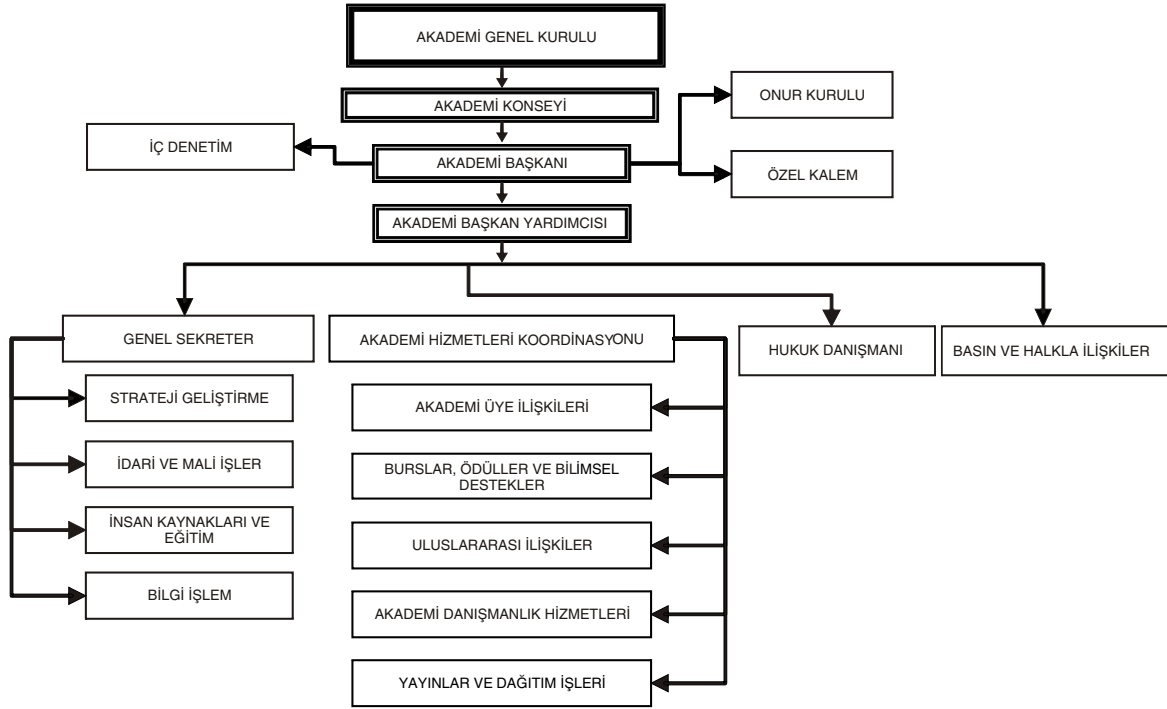 AKADEMİ GENEL KURULU
AKADEMİ KONSEYİ
ONUR KURULU
İÇ DENETİM
AKADEMİ BAŞKANI
ÖZEL KALEM
AKADEMİ BAŞKAN YARDIMCISI
GENEL SEKRETER
AKADEMİ HİZMETLERİ KOORDİNASYONU
HUKUK DANIŞMANI
BASIN VE HALKLA İLİŞKİLER
STRATEJİ GELİŞTİRME
İDARİ VE MALİ İŞLER
İNSAN KAYNAKLARI VE
EĞİTİM
BİLGİ İŞLEM
AKADEMİ ÜYE İLİŞKİLERİ
BURSLAR, ÖDÜLLER VE BİLİMSEL
DESTEKLER
ULUSLARARASI İLİŞKİLER
AKADEMİ DANIŞMANLIK HİZMETLERİ
YAYINLAR VE DAĞITIM İŞLERİ